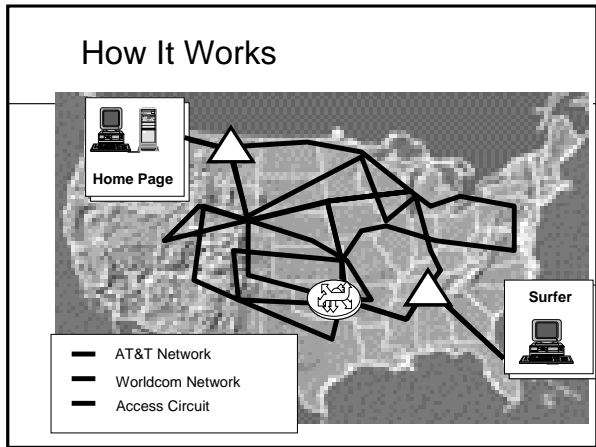 How It Works
Home Page
Surfer
AT&T Network
Worldcom Network
Access Circuit